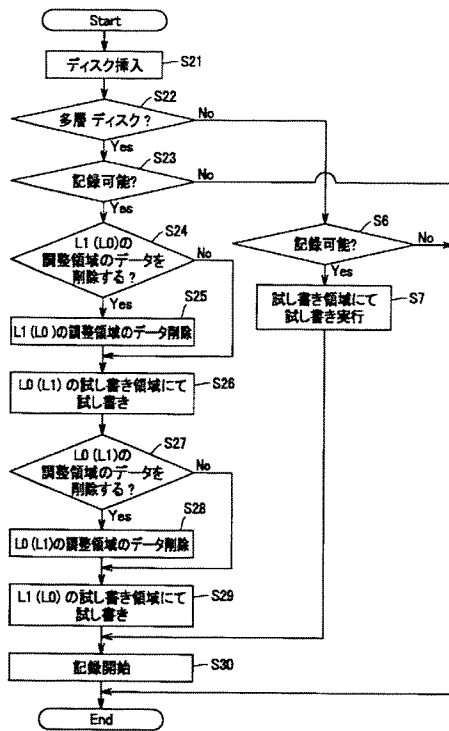 Start
ディスク挿入
S21
多層 ディスク?
S22
No
Yes
記録可能?
S23
No
Yes
L1(L0)の
調整領域のデータを
削除する?
S24
No
Yes
L1(L0)の調整領域のデータ削除
S25
L0(L1)の試し書き領域にて
試し書き
S26
L0(L1)の
調整領域のデータを
削除する?
S27
No
Yes
L0(L1)の調整領域のデータ削除
S28
L1(L0)の試し書き領域にて
試し書き
S29
記録開始
S30
End
記録可能?
S6
No
Yes
試し書き領域にて
試し書き実行
S7